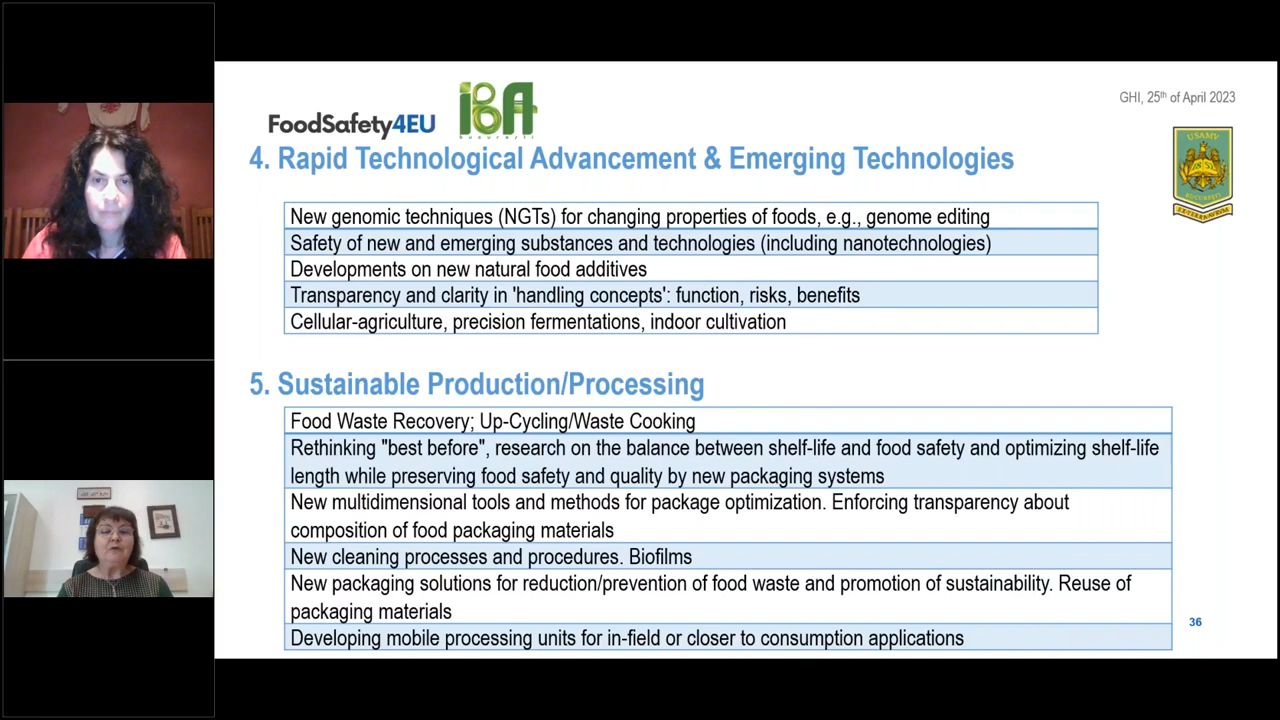 FoodSafety4EU
iBA
GHI, 25th of April 2023
USAMV
4. Rapid Technological Advancement & Emerging Technologies
New genomic techniques (NGTs) for changing properties of foods, e.g., genome editing
Safety of new and emerging substances and technologies (including nanotechnologies)
Developments on new natural food additives
Transparency and clarity in 'handling concepts': function, risks, benefits
Cellular-agriculture, precision fermentations, indoor cultivation
5. Sustainable Production/Processing
Food Waste Recovery; Up-Cycling/Waste Cooking
Rethinking "best before", research on the balance between shelf-life and food safety and optimizing shelf-life
length while preserving food safety and quality by new packaging systems
New multidimensional tools and methods for package optimization. Enforcing transparency about
composition of food packaging materials
New cleaning processes and procedures. Biofilms
New packaging solutions for reduction/prevention of food waste and promotion of sustainability. Reuse of
packaging materials
Developing mobile processing units for in-field or closer to consumption applications
36